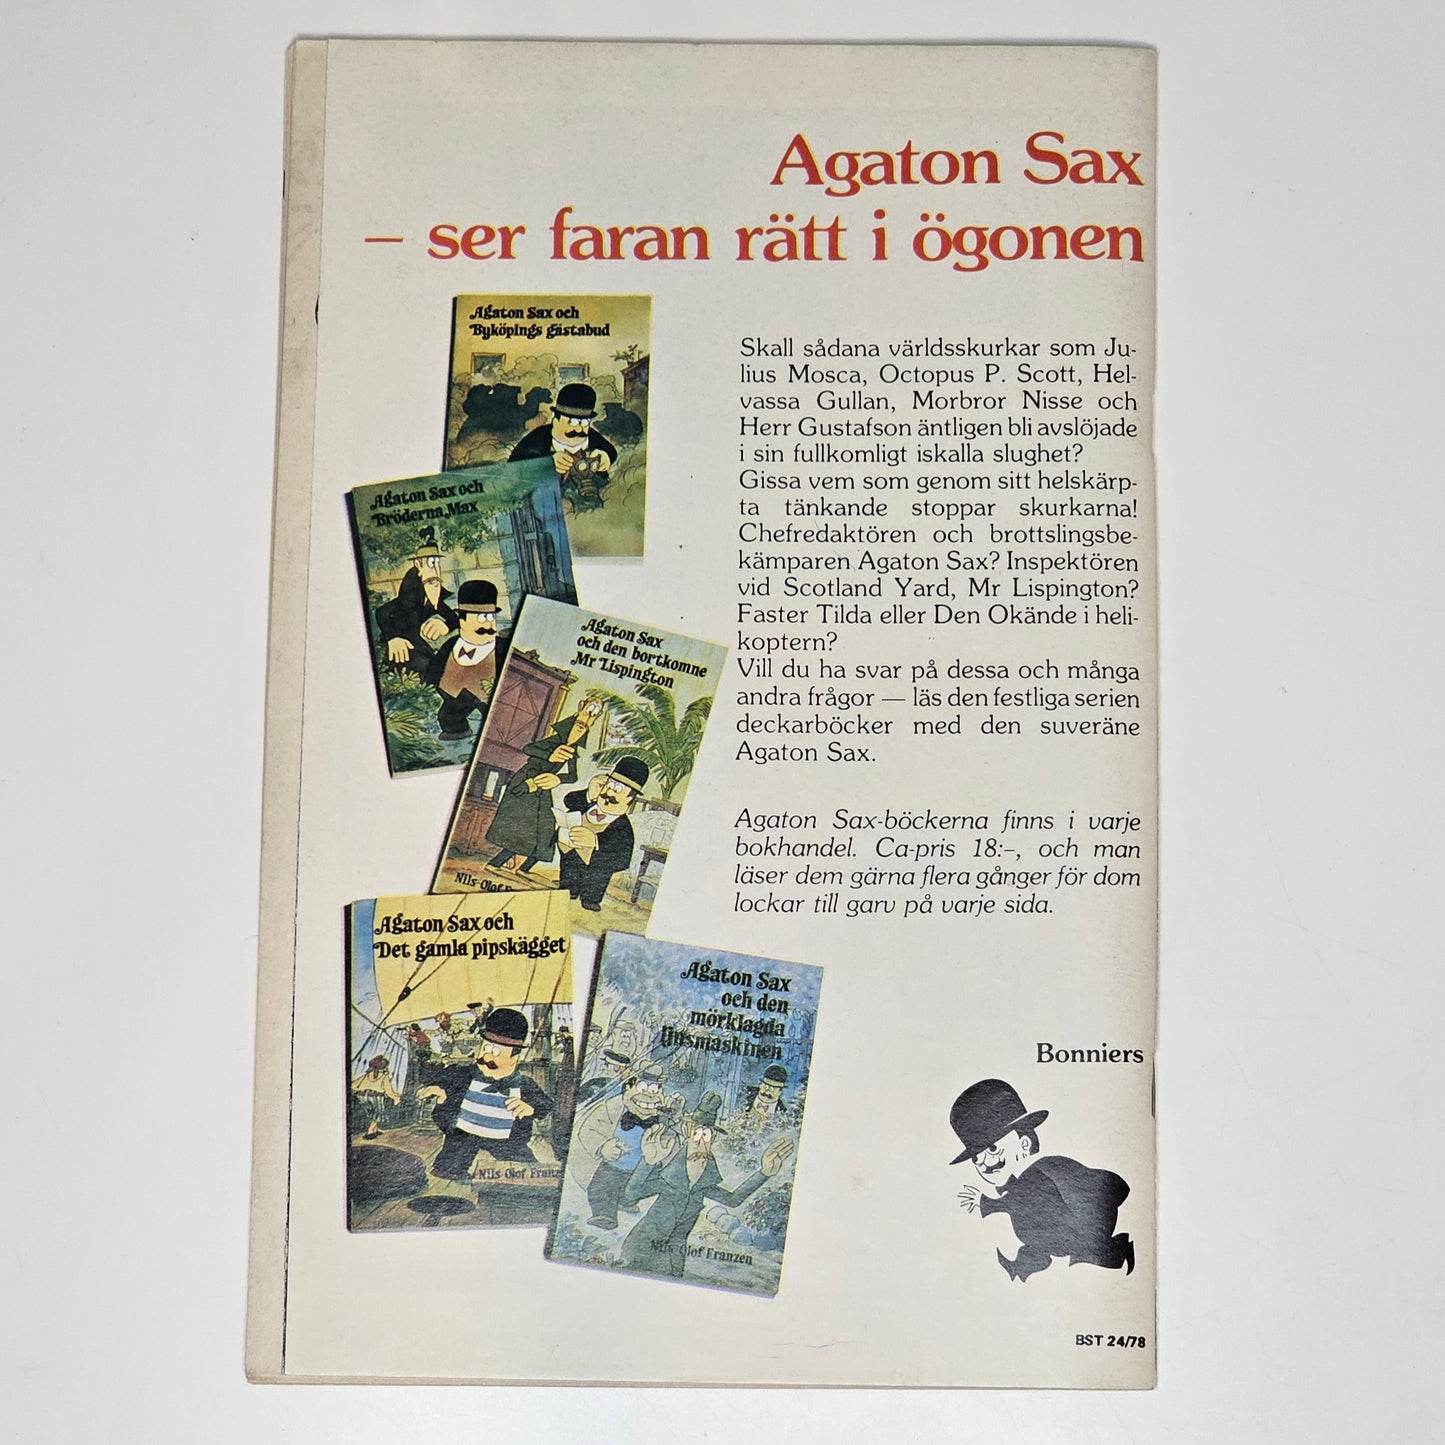 Agaton Sax
– ser faran rätt i ögonen
Agaton Sax och
Byköpings gästabud
Agaton Sax och
Bröderna Max
Agaton Sax
och den bortkomne
Mr Lispington
Nils-Olof
Agaton Sax och
Det gamla pipskägget
Nils Olof Franzen
Agaton Sax
och den
mörklagda
ljusmaskinen
Nils-Olof Franzen
Skall sådana världsskurkar som Ju-
lius Mosca, Octopus P. Scott, Hel-
vassa Gullan, Morbror Nisse och
Herr Gustafson äntligen bli avslöjade
i sin fullkomligt iskalla slughet?
Gissa vem som genom sitt helskärp-
ta tänkande stoppar skurkarna!
Chefredaktören och brottslingsbe-
kämparen Agaton Sax? Inspektören
vid Scotland Yard, Mr Lispington?
Faster Tilda eller Den Okände i heli-
koptern?
Vill du ha svar på dessa och många
andra frågor — läs den festliga serien
deckarböcker med den suveräne
Agaton Sax.
Agaton Sax-böckerna finns i varje
bokhandel. Ca-pris 18:–, och man
läser dem gärna flera gånger för dom
lockar till garv på varje sida.
Bonniers
BST 24/78